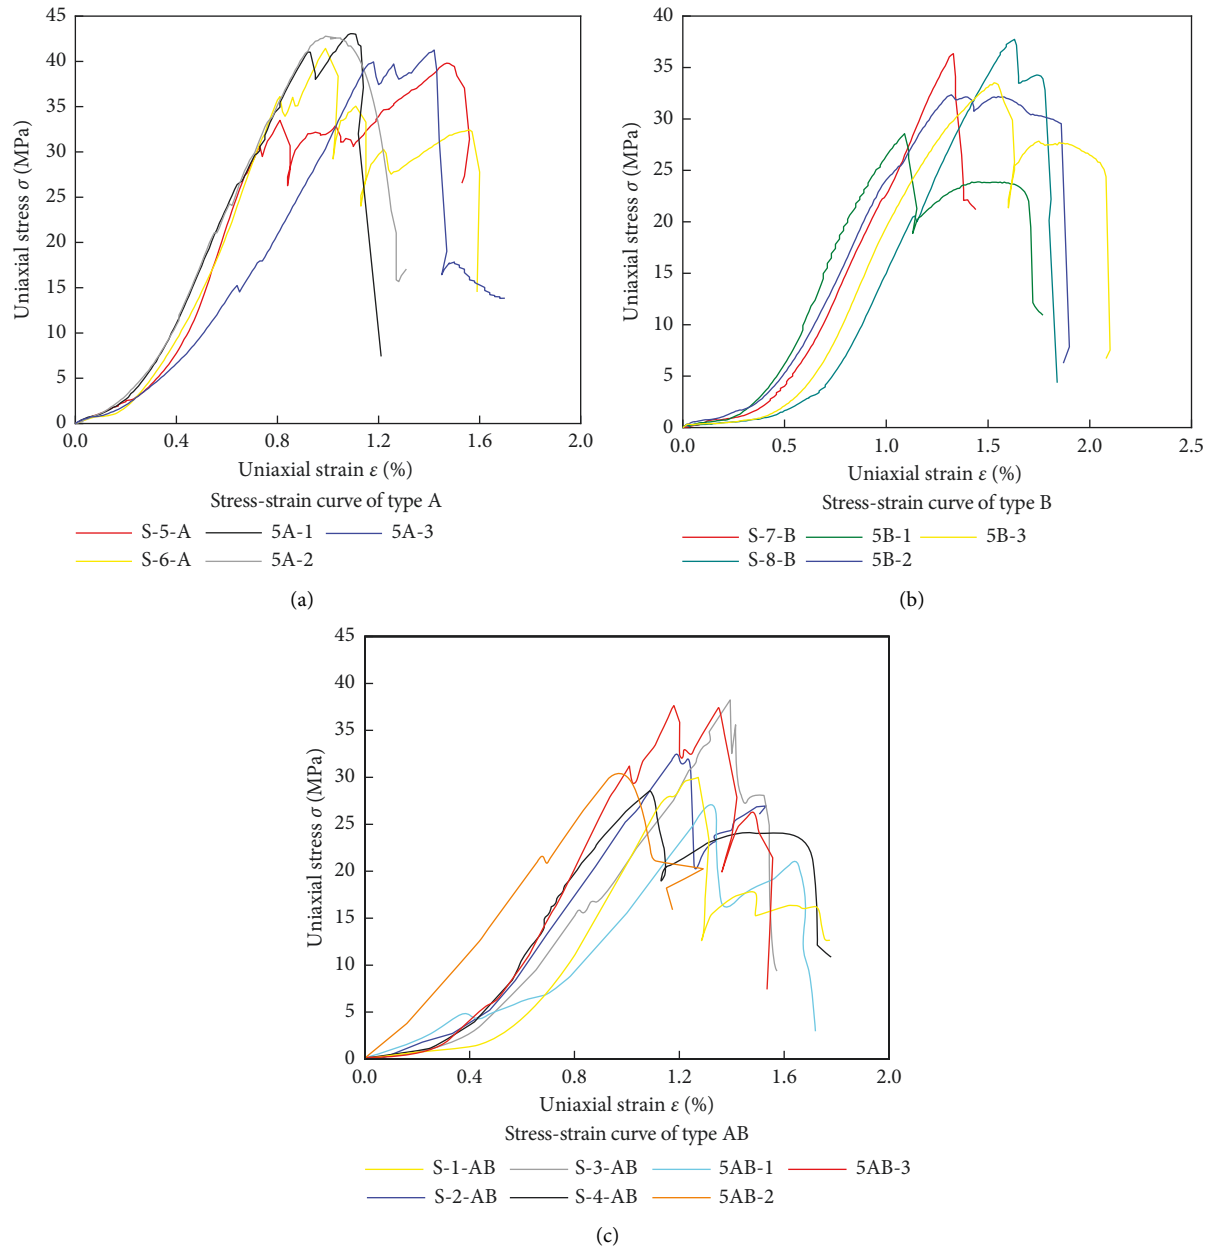 45
40
35
30
25
20
15
10
5
0
Uniaxial stress σ (MPa)
0.0 0.4 0.8 1.2 1.6 2.0
Uniaxial strain ε (%)
Stress-strain curve of type A
S-5-A 5A-1 5A-3
S-6-A 5A-2
(a)
40
35
30
25
20
15
10
5
0
Uniaxial stress σ (MPa)
0.0 0.5 1.0 1.5 2.0 2.5
Uniaxial strain ε (%)
Stress-strain curve of type B
S-7-B 5B-1 5B-3
S-8-B 5B-2
(b)
45
40
35
30
25
20
15
10
5
0
Uniaxial stress σ (MPa)
0.0 0.4 0.8 1.2 1.6 2.0
Uniaxial strain ε (%)
Stress-strain curve of type AB
S-1-AB S-3-AB 5AB-1 5AB-3
S-2-AB S-4-AB 5AB-2
(c)